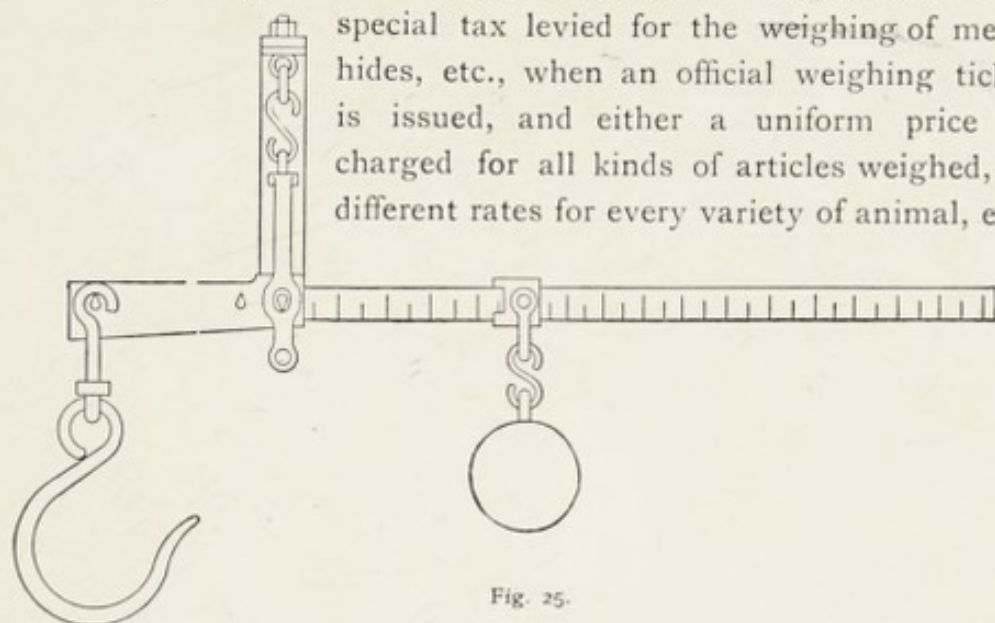 special tax levied for the weighing of me
hides, etc., when an official weighing tic
is issued, and either a uniform price
charged for all kinds of articles weighed,
different rates for every variety of animal, e
Fig. 25.